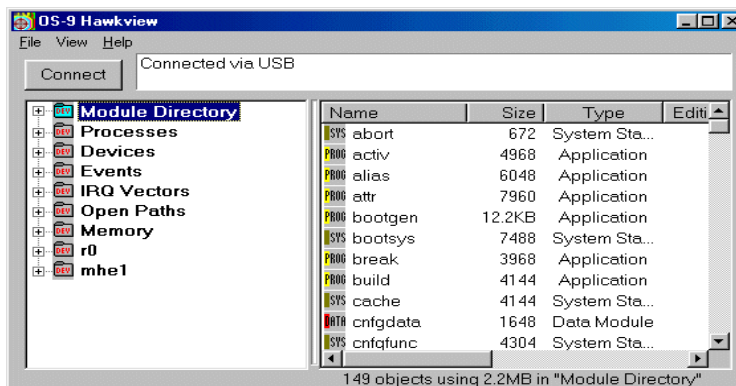 OS-9 Hawkview
File View Help
Connect
Connected via USB
Module Directory
Processes
Devices
Events
IRQ Vectors
Open Paths
Memory
r0
mhe1
Name Size Type Editi
SYS abort 672 System Sta...
PROG activ 4968 Application
PROG alias 6048 Application
PROG attr 7960 Application
PROG bootgen 12.2KB Application
SYS bootsys 7488 System Sta...
PROG break 3968 Application
PROG build 4144 Application
SYS cache 4144 System Sta...
DATA cnfgdata 1648 Data Module
SYS cnfgfunc 4304 System Sta...
149 objects using 2.2MB in "Module Directory"